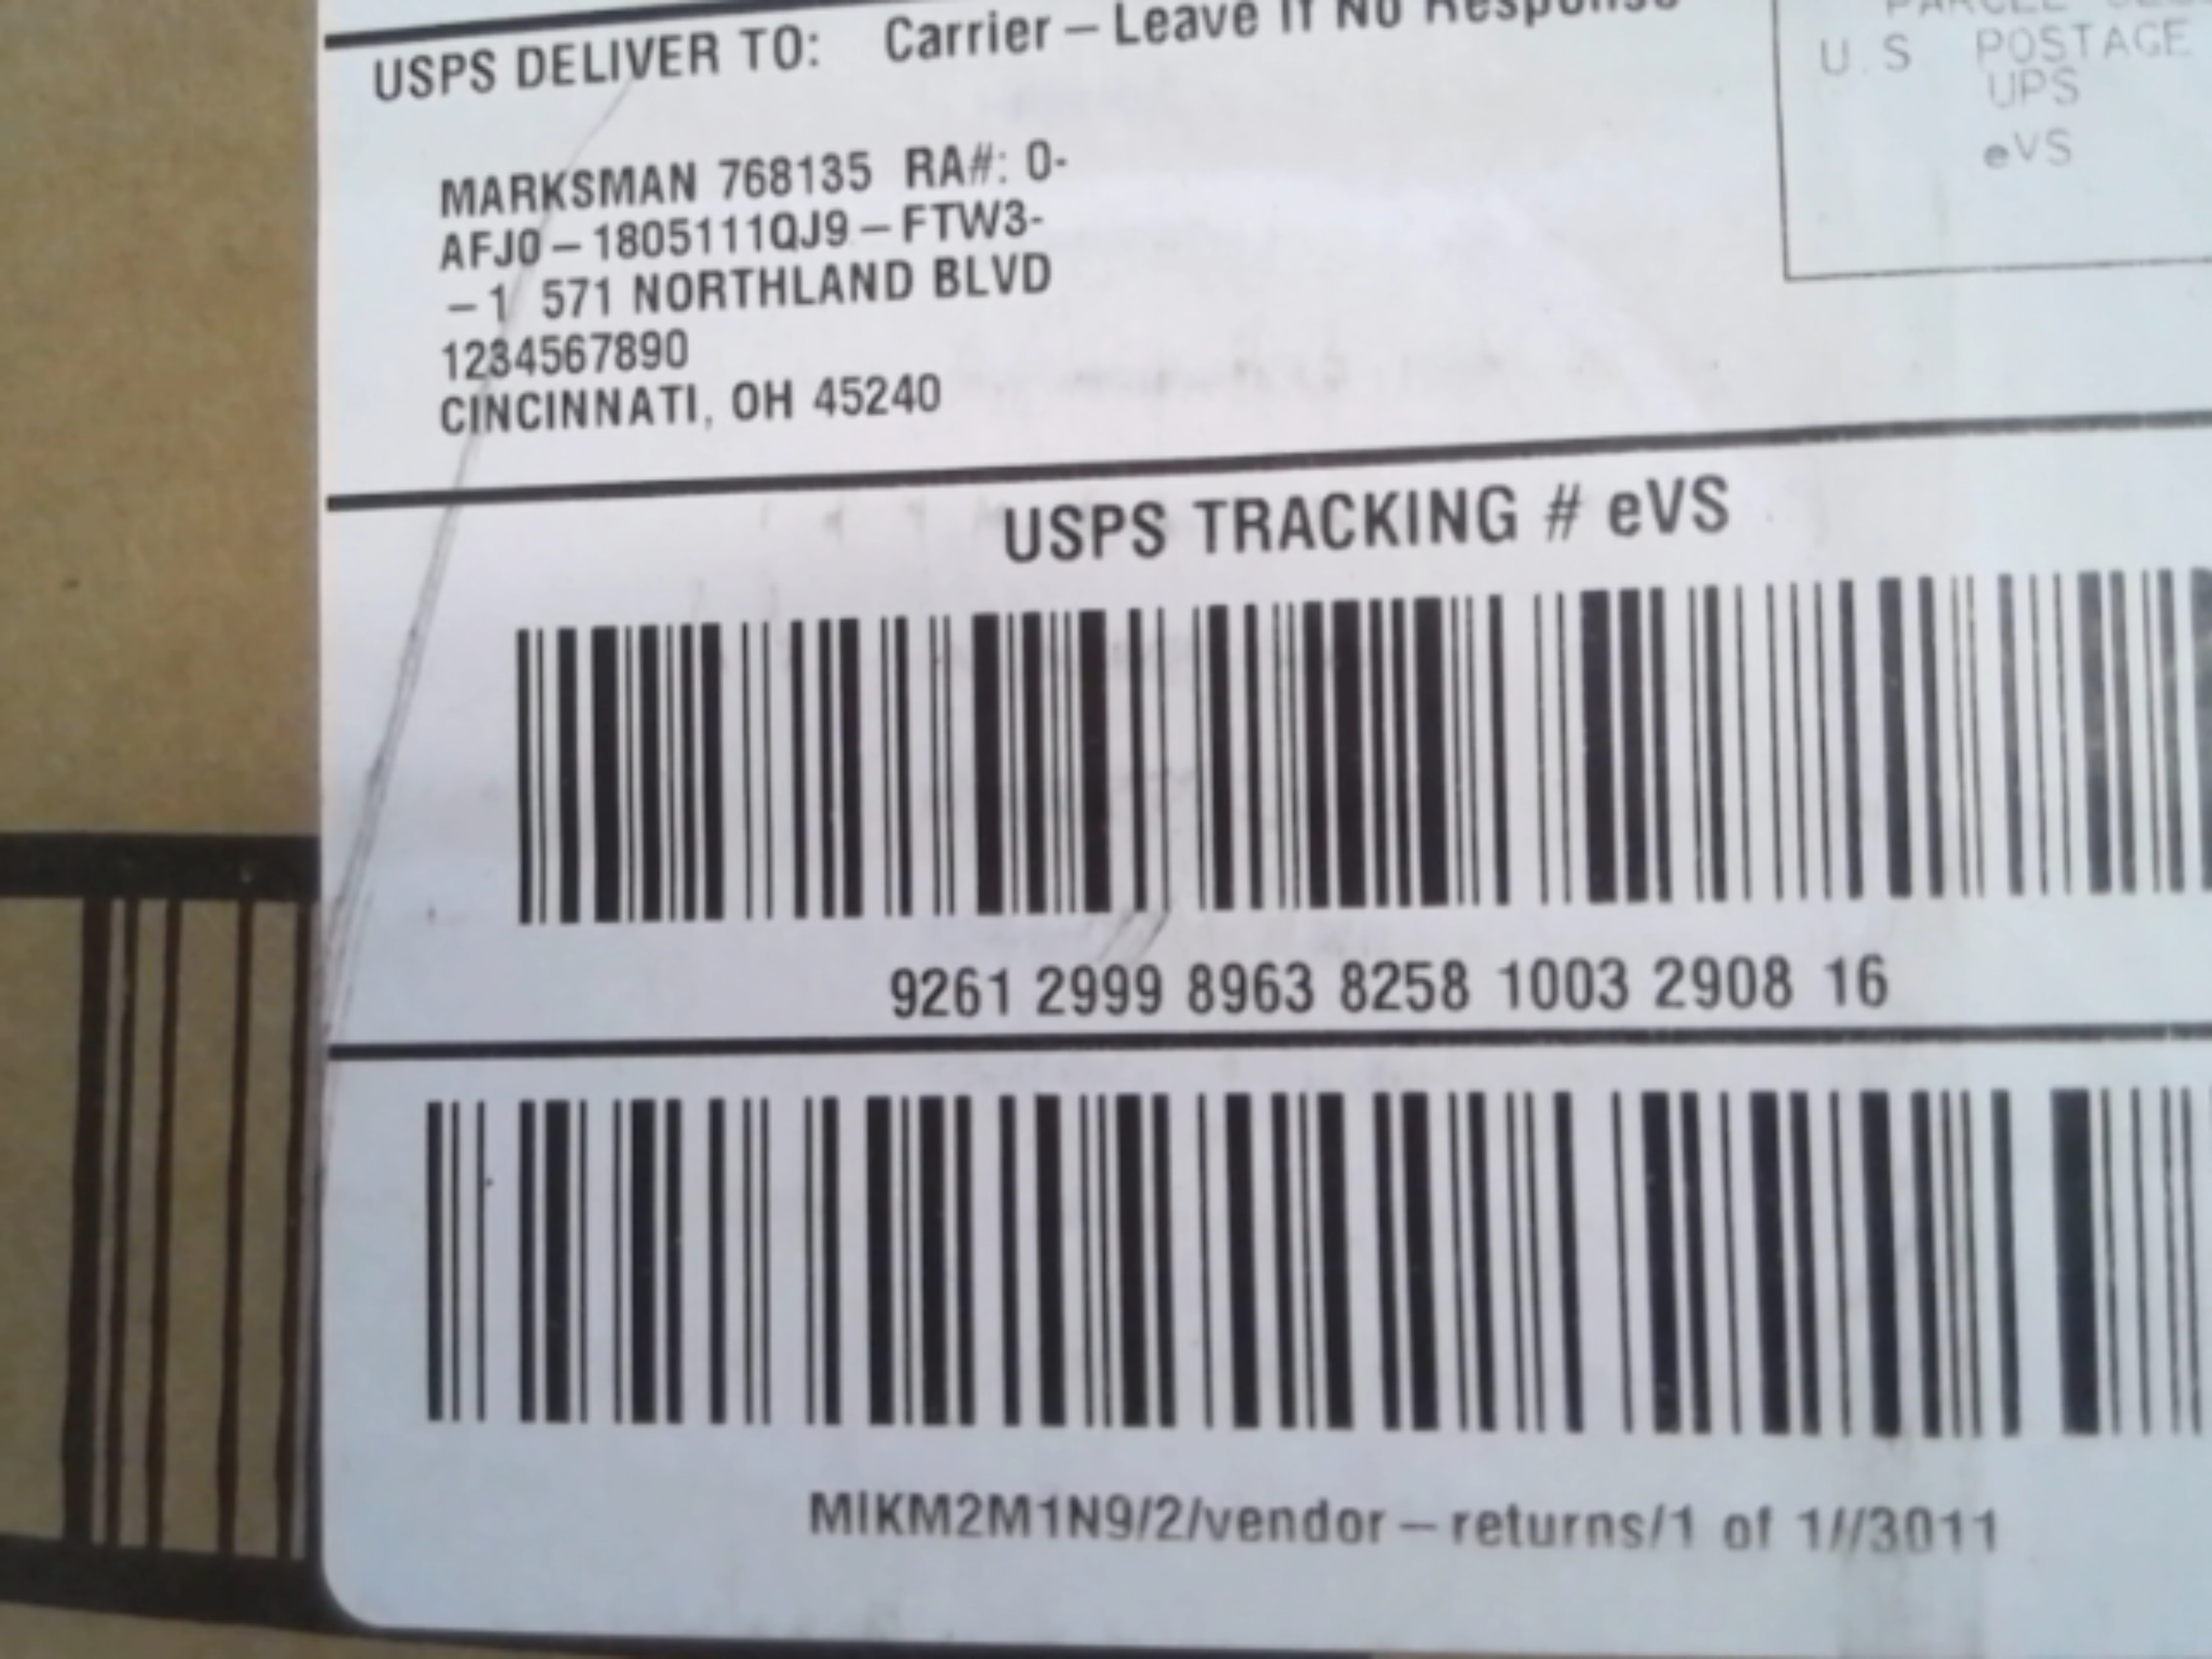 USPS DELIVER TO: Carrier – Leave If No Response
PARCEL
U.S POSTAGE
UPS
eVS
MARKSMAN 768135 RA#: 0-
AFJ0 – 1805111QJ9 – FTW3-
– 1 571 NORTHLAND BLVD
1234567890
CINCINNATI, OH 45240
USPS TRACKING # eVS
9261 2999 8963 8258 1003 2908 16
MIKM2M1N9/2/vendor – returns/1 of 1//3011